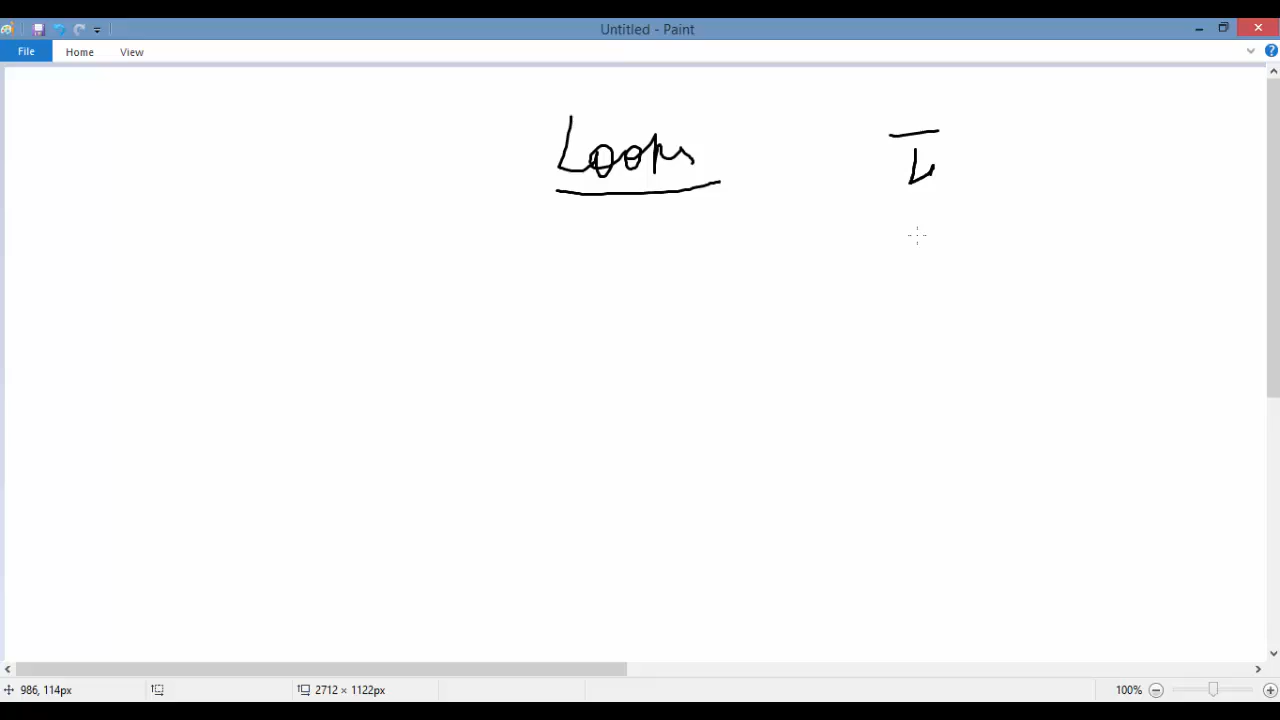 Untitled - Paint
File Home View
Loops
986, 114px 2712 × 1122px 100%